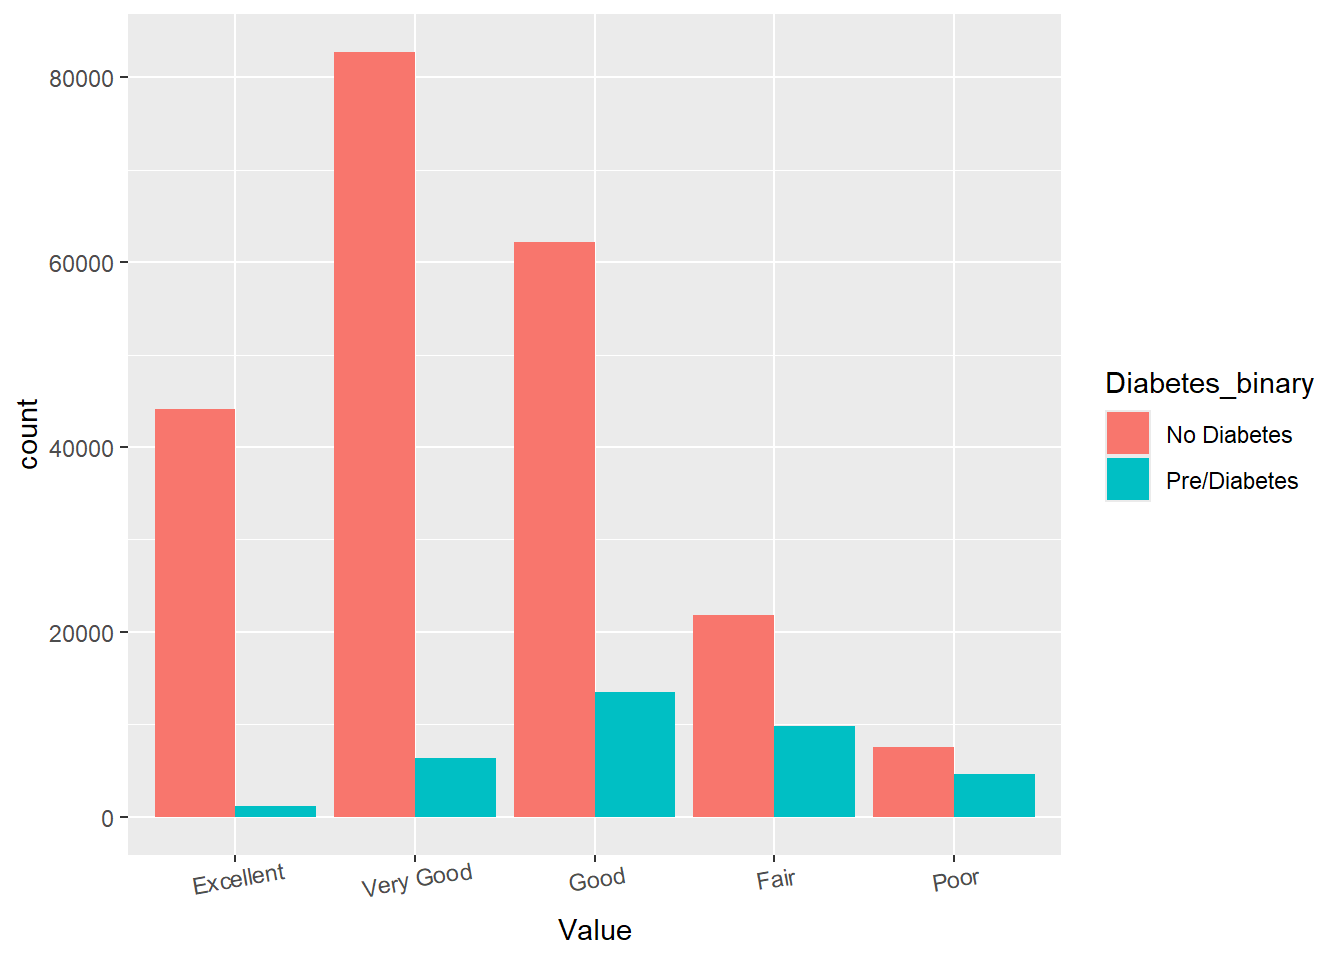 80000
60000
40000
20000
0
count
Excellent
Very Good
Good
Fair
Poor
Value
Diabetes_binary
No Diabetes
Pre/Diabetes